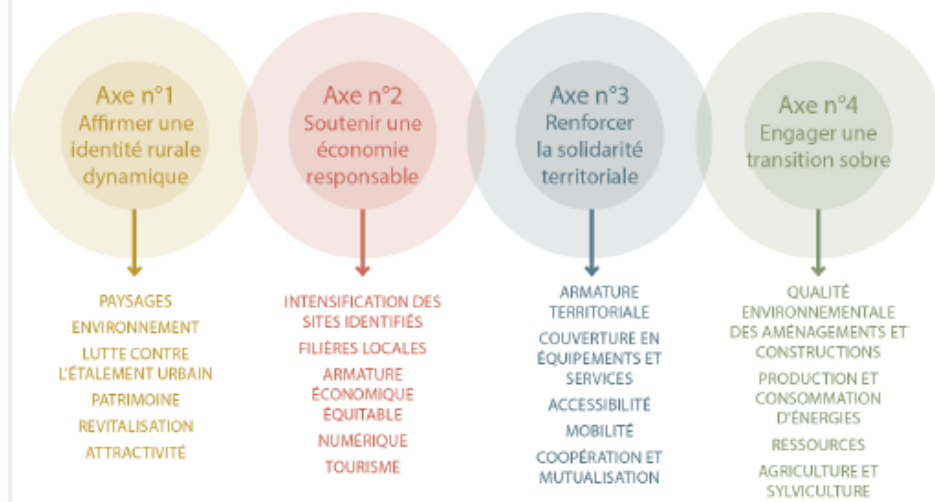 Axe n°1
Affirmer une
identité rurale
dynamique
PAYSAGES
ENVIRONNEMENT
LUTTE CONTRE
L'ÉTALEMENT URBAIN
PATRIMOINE
REVITALISATION
ATTRACTIVITÉ
Axe n°2
Soutenir une
économie
responsable
INTENSIFICATION DES
SITES IDENTIFIÉS
FILIÈRES LOCALES
ARMATURE
ÉCONOMIQUE
ÉQUITABLE
NUMÉRIQUE
TOURISME
Axe n°3
Renforcer
la solidarité
territoriale
ARMATURE
TERRITORIALE
COUVERTURE EN
ÉQUIPEMENTS ET
SERVICES
ACCESSIBILITÉ
MOBILITÉ
COOPÉRATION ET
MUTUALISATION
Axe n°4
Engager une
transition sobre
QUALITÉ
ENVIRONNEMENTALE
DES AMÉNAGEMENTS ET
CONSTRUCTIONS
PRODUCTION ET
CONSOMMATION
D'ÉNERGIES
RESSOURCES
AGRICULTURE ET
SYLVICULTURE